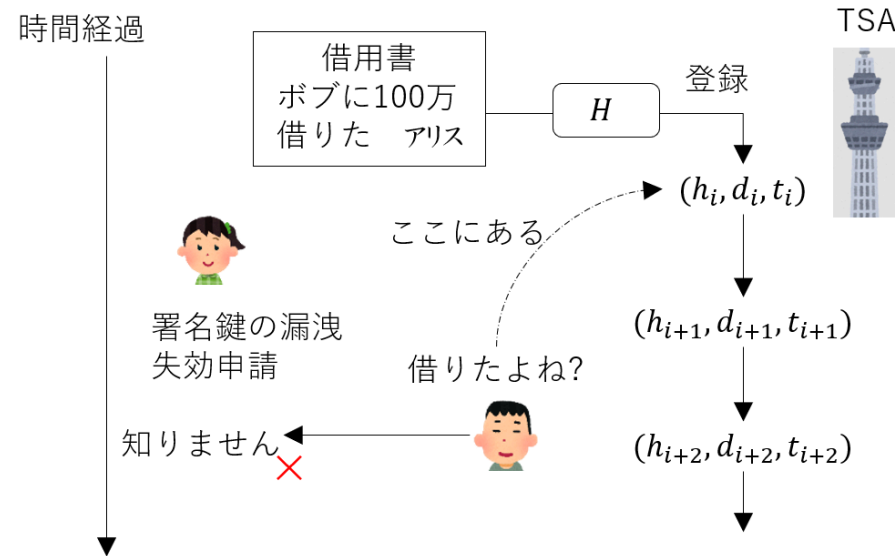 時間経過
TSA
借用書
ボブに100万
借りた アリス
H
登録
(h_i, d_i, t_i)
ここにある
(h_{i+1}, d_{i+1}, t_{i+1})
署名鍵の漏洩
失効申請
借りたよね?
知りません
(h_{i+2}, d_{i+2}, t_{i+2})